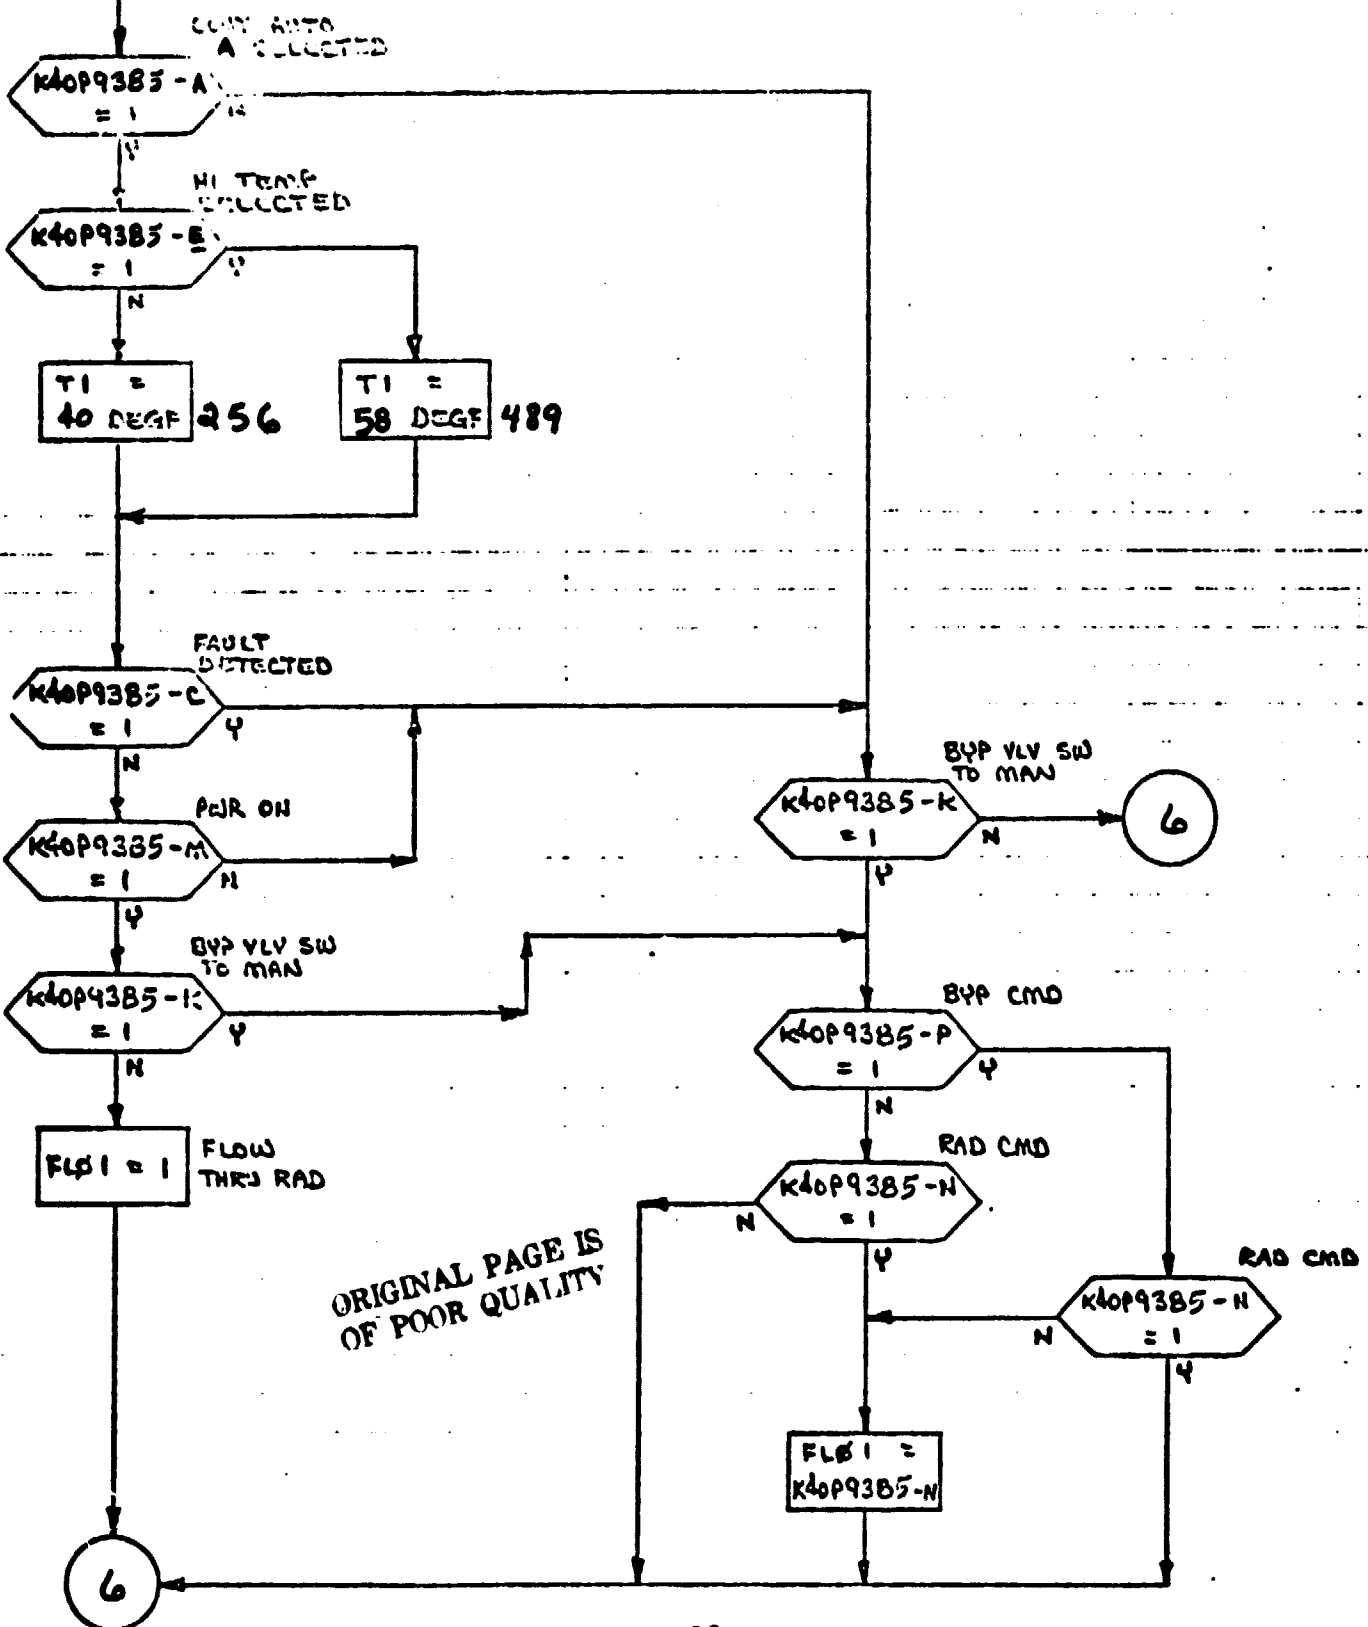 A SELECTED
K40P9385-A
= 1
N
Y
HI TEMP
SELECTED
K40P9385-E
= 1
Y
N
T1 =
40 DEGF 256
T1 =
58 DEGF 489
FAULT
DETECTED
K40P9385-C
= 1
Y
N
PWR ON
K40P9385-M
= 1
N
Y
BYP VLV SW
TO MAN
K40P9385-K
= 1
Y
N
FLØ1 = 1
FLOW
THRU RAD
BYP VLV SW
TO MAN
K40P9385-K
= 1
N
6
Y
BYP CMD
K40P9385-P
= 1
Y
N
RAD CMD
K40P9385-N
= 1
N
Y
RAD CMD
K40P9385-N
= 1
N
Y
FLØ1 =
K40P9385-N
ORIGINAL PAGE IS
OF POOR QUALITY
6